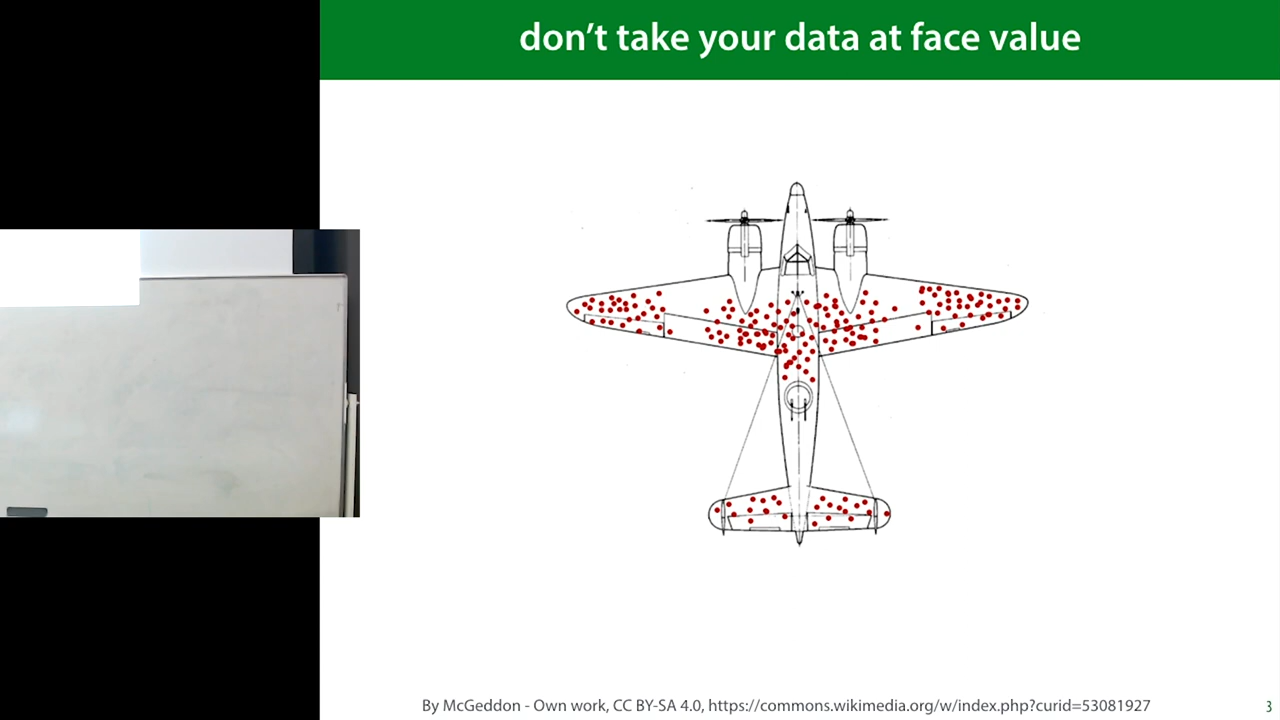 don’t take your data at face value
By McGeddon - Own work, CC BY-SA 4.0, https://commons.wikimedia.org/w/index.php?curid=53081927
3